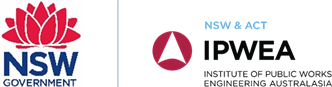 NSW
GOVERNMENT
NSW & ACT
IPWEA
INSTITUTE OF PUBLIC WORKS
ENGINEERING AUSTRALASIA